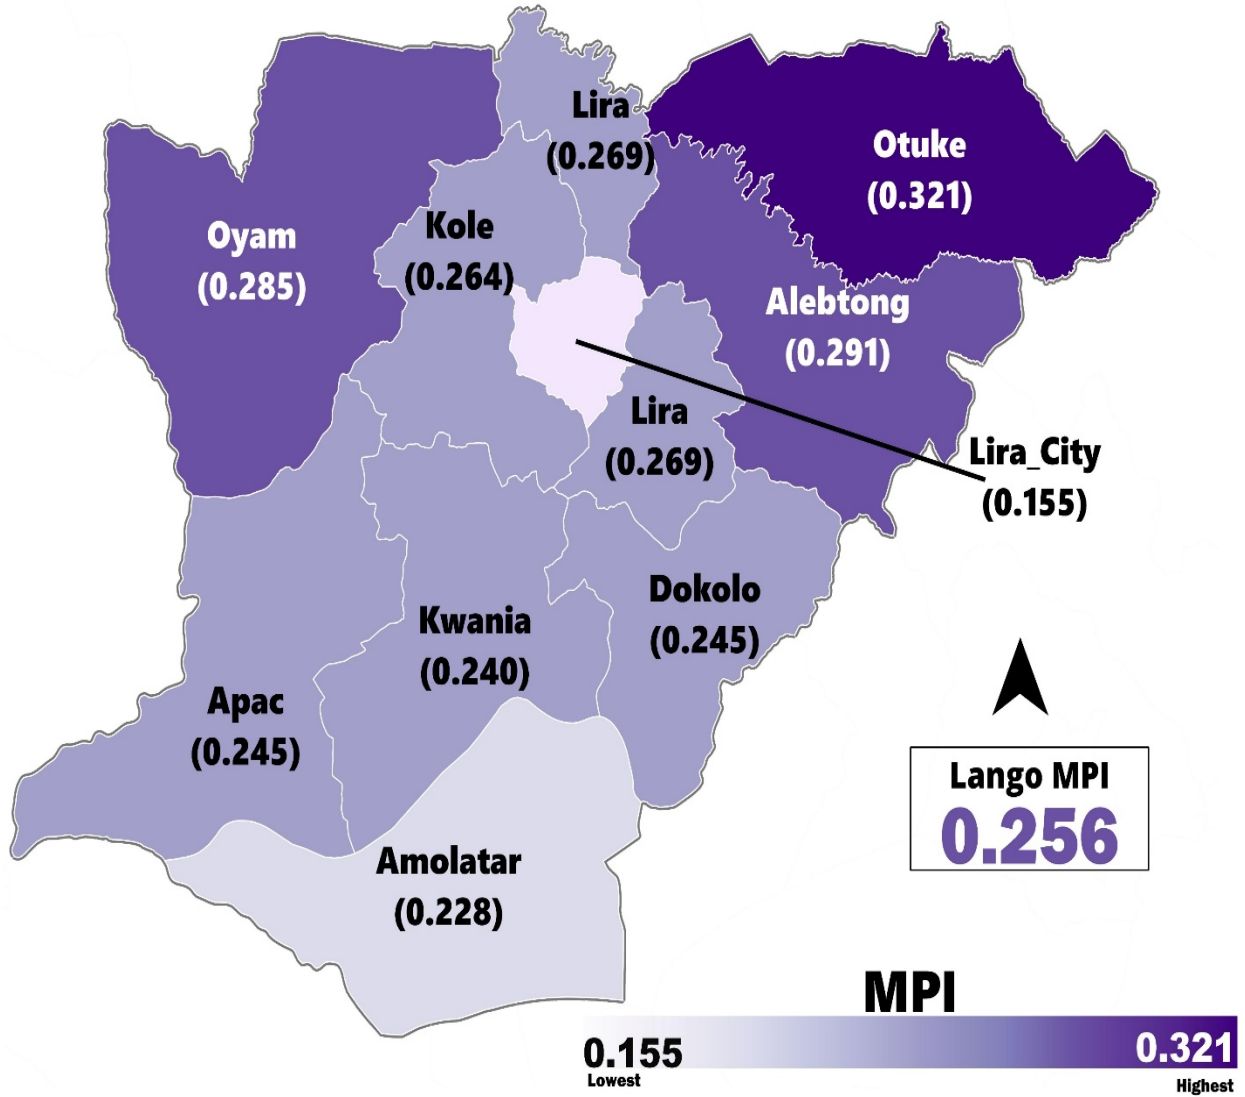 Lira
(0.269)
Otuke
(0.321)
Oyam
(0.285)
Kole
(0.264)
Alebtong
(0.291)
Lira
(0.269)
Lira_City
(0.155)
Dokolo
(0.245)
Kwania
(0.240)
Apac
(0.245)
Amolatar
(0.228)
Lango MPI
0.256
MPI
0.155
Lowest
0.321
Highest